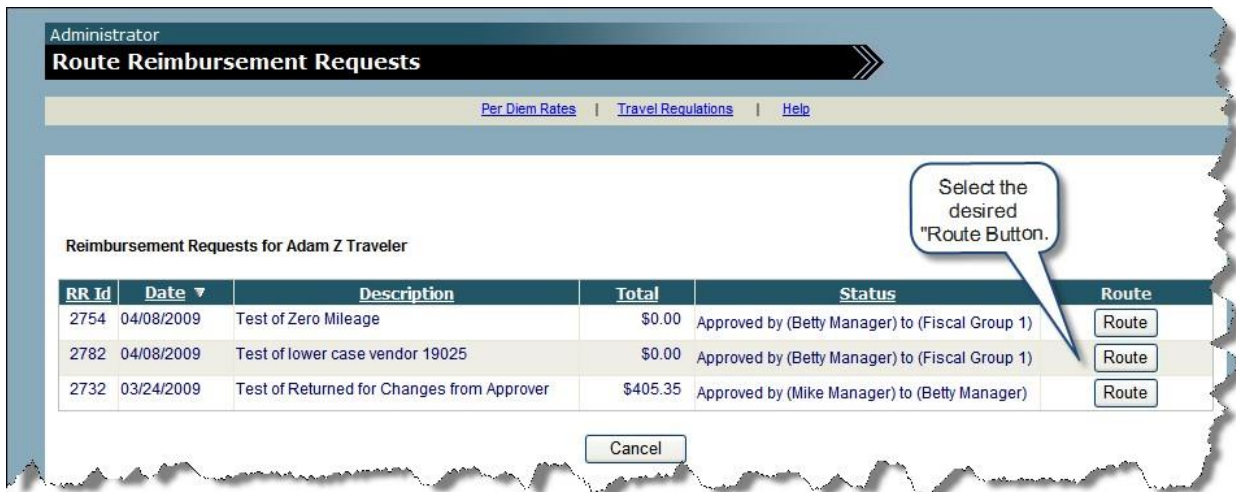 Administrator
Route Reimbursement Requests
Per Diem Rates | Travel Regulations | Help
Select the
desired
"Route Button.
Reimbursement Requests for Adam Z Traveler
RR Id Date ▼ Description Total Status Route
2754 04/08/2009 Test of Zero Mileage $0.00 Approved by (Betty Manager) to (Fiscal Group 1) Route
2782 04/08/2009 Test of lower case vendor 19025 $0.00 Approved by (Betty Manager) to (Fiscal Group 1) Route
2732 03/24/2009 Test of Returned for Changes from Approver $405.35 Approved by (Mike Manager) to (Betty Manager) Route
Cancel